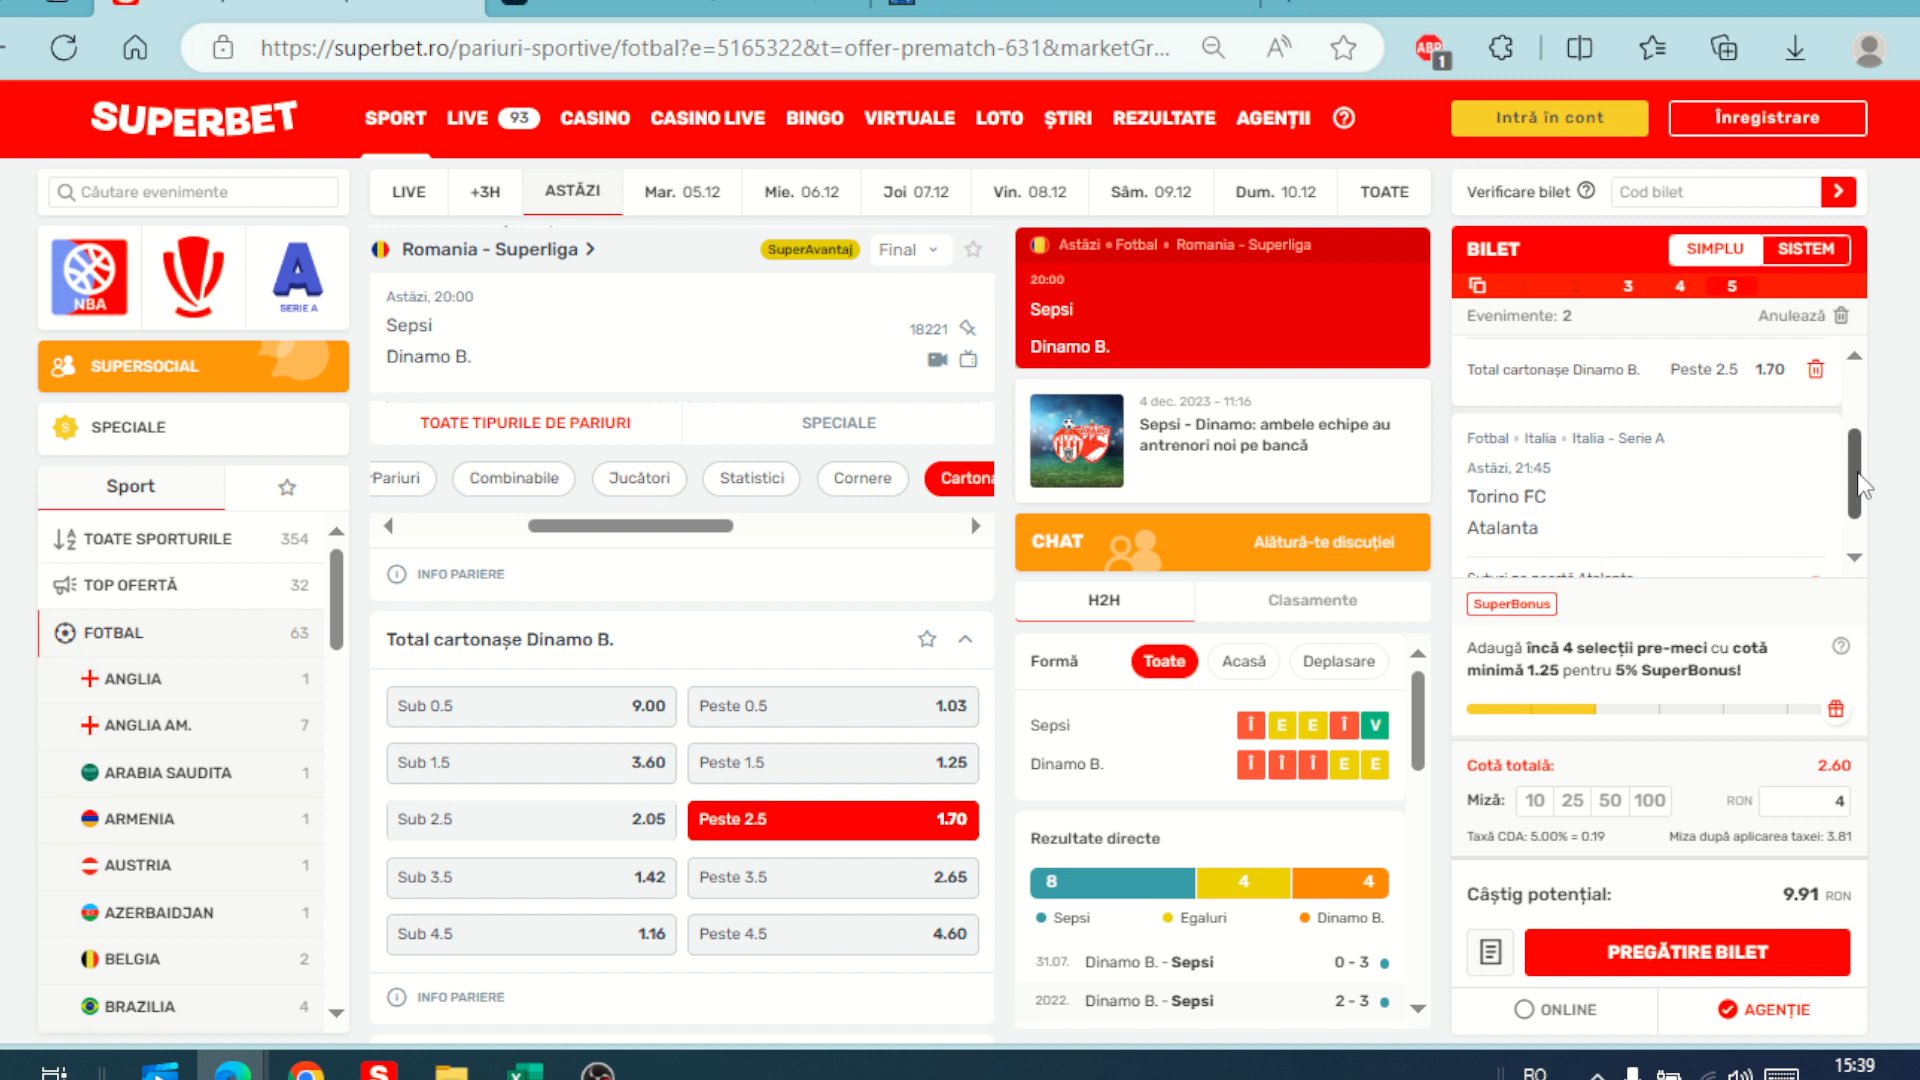 https://superbet.ro/pariuri-sportive/fotbal?e=5165322&t=offer-prematch-631&marketGr...
ABP
1
SUPERBET
SPORT
LIVE 93
CASINO
CASINO LIVE
BINGO
VIRTUALE
LOTO
ȘTIRI
REZULTATE
AGENȚII
Intră în cont
Înregistrare
Căutare evenimente
NBA
SERIE A
SUPERSOCIAL
SPECIALE
Sport
TOATE SPORTURILE 354
TOP OFERTĂ 32
FOTBAL 63
ANGLIA 1
ANGLIA AM. 7
ARABIA SAUDITA 1
ARMENIA 1
AUSTRIA 1
AZERBAIDJAN 1
BELGIA 2
BRAZILIA 4
LIVE
+3H
ASTĂZI
Mar. 05.12
Mie. 06.12
Joi 07.12
Vin. 08.12
Sâm. 09.12
Dum. 10.12
TOATE
Romania - Superliga
SuperAvantaj
Final
Astăzi, 20:00
Sepsi
18221
Dinamo B.
TOATE TIPURILE DE PARIURI
SPECIALE
Pariuri
Combinabile
Jucători
Statistici
Cornere
Cartona
INFO PARIERE
Total cartonașe Dinamo B.
Sub 0.5 9.00 Peste 0.5 1.03
Sub 1.5 3.60 Peste 1.5 1.25
Sub 2.5 2.05 Peste 2.5 1.70
Sub 3.5 1.42 Peste 3.5 2.65
Sub 4.5 1.16 Peste 4.5 4.60
INFO PARIERE
Astăzi • Fotbal • Romania - Superliga
20:00
Sepsi
Dinamo B.
4 dec. 2023 - 11:16
Sepsi - Dinamo: ambele echipe au
antrenori noi pe bancă
CHAT
Alătură-te discuției
H2H
Clasamente
Formă
Toate
Acasă
Deplasare
Sepsi Î E E Î V
Dinamo B. Î Î Î E E
Rezultate directe
8 4 4
Sepsi
Egaluri
Dinamo B.
31.07. Dinamo B. - Sepsi 0 - 3
2022. Dinamo B. - Sepsi 2 - 3
Verificare bilet
Cod bilet
BILET
SIMPLU
SISTEM
3 4 5
Evenimente: 2
Anulează
Total cartonașe Dinamo B. Peste 2.5 1.70
Fotbal • Italia • Italia - Serie A
Astăzi, 21:45
Torino FC
Atalanta
SuperBonus
Adaugă încă 4 selecții pre-meci cu cotă
minimă 1.25 pentru 5% SuperBonus!
Cotă totală: 2.60
Miză: 10 25 50 100 RON 4
Taxă CDA: 5.00% = 0.19 Miza după aplicarea taxei: 3.81
Câștig potențial: 9.91 RON
PREGĂTIRE BILET
ONLINE
AGENȚIE
RO
15:39